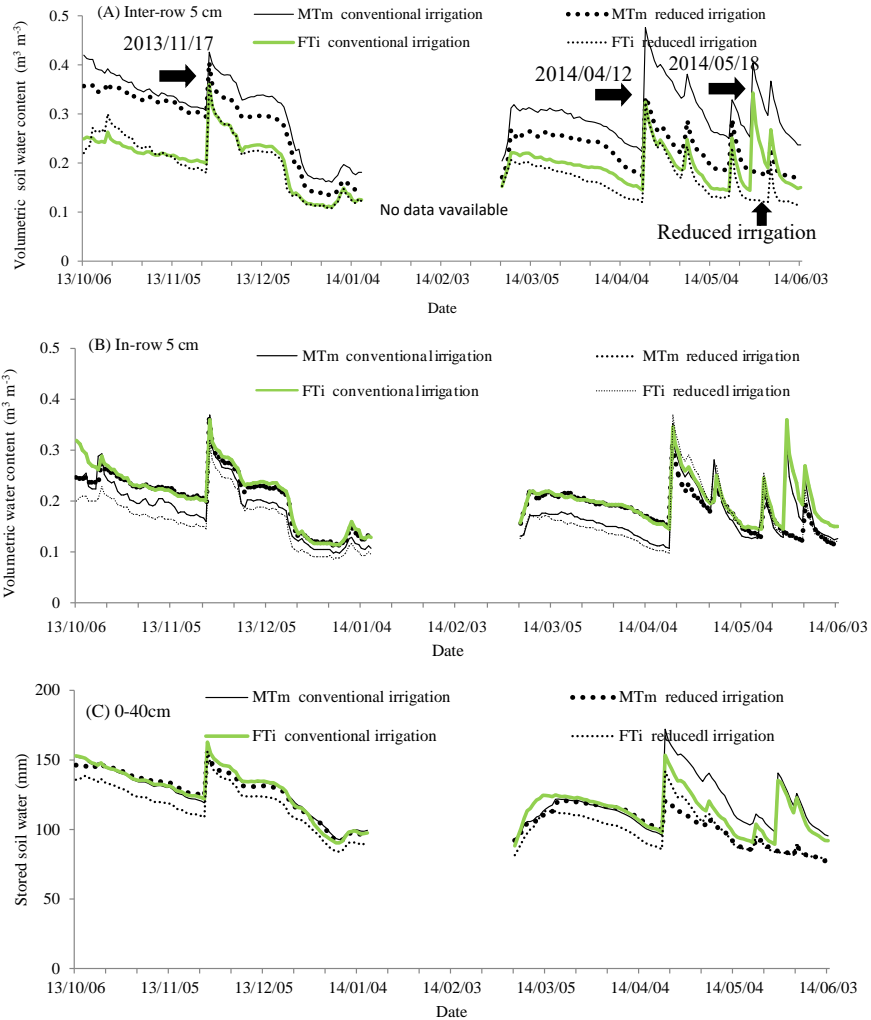 (A) Inter-row 5 cm
MTm conventional irrigation
MTm reduced irrigation
FTi conventional irrigation
FTi reducedl irrigation
2013/11/17
2014/04/12
2014/05/18
No data vavailable
Reduced irrigation
Volumetric soil water content (m³ m⁻³)
0.5
0.4
0.3
0.2
0.1
0
13/10/06 13/11/05 13/12/05 14/01/04 14/02/03 14/03/05 14/04/04 14/05/04 14/06/03
Date
(B) In-row 5 cm
MTm conventional irrigation
MTm reduced irrigation
FTi conventional irrigation
FTi reducedl irrigation
Volumetric water content (m³ m⁻³)
0.5
0.4
0.3
0.2
0.1
0
13/10/06 13/11/05 13/12/05 14/01/04 14/02/03 14/03/05 14/04/04 14/05/04 14/06/03
Date
(C) 0-40cm
MTm conventional irrigation
MTm reduced irrigation
FTi conventional irrigation
FTi reducedl irrigation
Stored soil water (mm)
200
150
100
50
0
13/10/06 13/11/05 13/12/05 14/01/04 14/02/03 14/03/05 14/04/04 14/05/04 14/06/03
Date